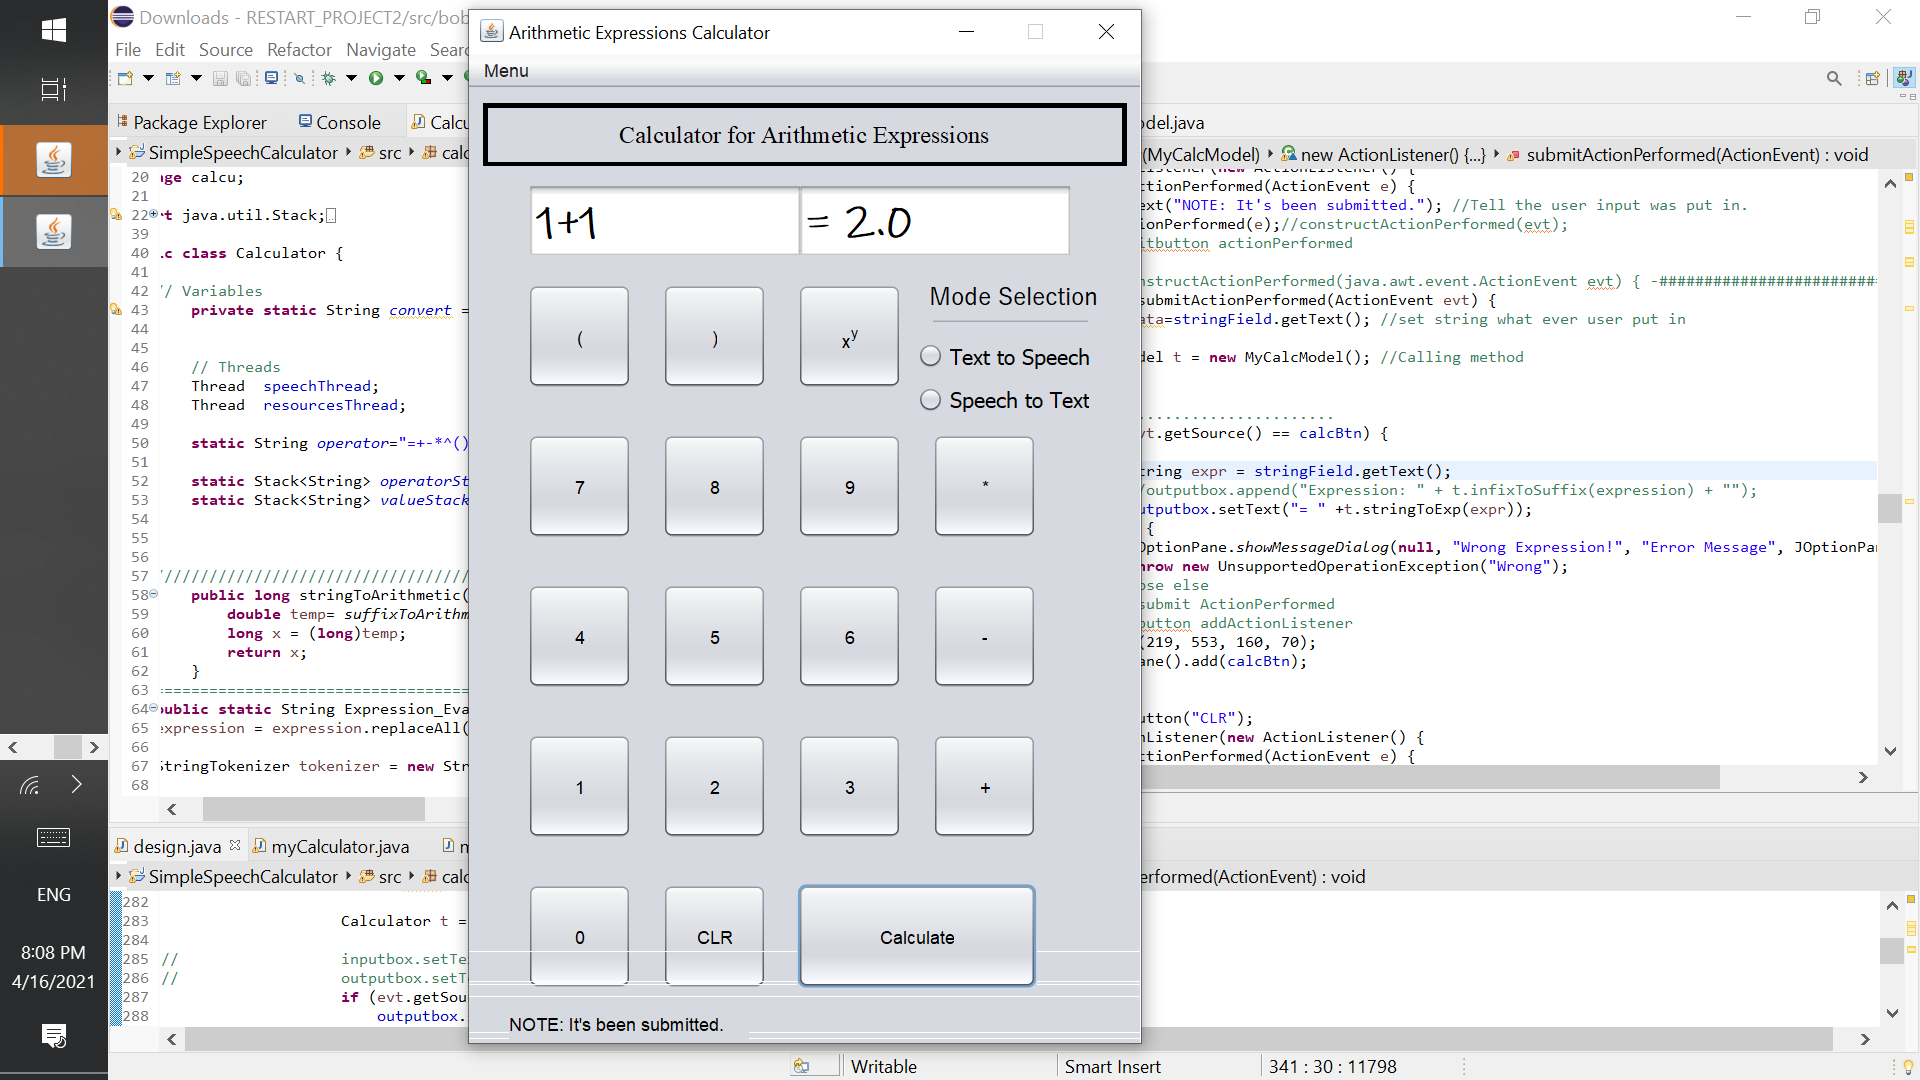 Downloads - RESTART_PROJECT2/src/bob
File Edit Source Refactor Navigate Searc
Package Explorer Console Calcu
SimpleSpeechCalculator src calc
20 age calcu;
21
22 t java.util.Stack;
39
40 .c class Calculator {
41
42 // Variables
43 private static String convert =
44
45
46 // Threads
47 Thread speechThread;
48 Thread resourcesThread;
49
50 static String operator="=+-*^()
51
52 static Stack<String> operatorSt
53 static Stack<String> valueStack
54
55
56
57 //////////////////////////////////
58 public long stringToArithmetic(
59 double temp= suffixToArithm
60 long x = (long)temp;
61 return x;
62 }
63 ==================================
64 public static String Expression_Eva
65 expression = expression.replaceAll(
66
67 StringTokenizer tokenizer = new Str
68
design.java myCalculator.java
SimpleSpeechCalculator src calc
282
283 Calculator t =
284
285 // inputbox.setTe
286 // outputbox.setT
287 if (evt.getSou
288 outputbox.
Arithmetic Expressions Calculator
Menu
Calculator for Arithmetic Expressions
1+1 = 2.0
( ) xy Mode Selection
Text to Speech
Speech to Text
7 8 9 *
4 5 6 -
1 2 3 +
0 CLR Calculate
NOTE: It's been submitted.
odel.java
(MyCalcModel) new ActionListener() {...} submitActionPerformed(ActionEvent) : void
ctionPerformed(ActionEvent e) {
ext("NOTE: It's been submitted."); //Tell the user input was put in.
ionPerformed(e);//constructActionPerformed(evt);
itbutton actionPerformed
nstructActionPerformed(java.awt.event.ActionEvent evt) { -########################
submitActionPerformed(ActionEvent evt) {
ata=stringField.getText(); //set string what ever user put in
del t = new MyCalcModel(); //Calling method
......................
vt.getSource() == calcBtn) {
tring expr = stringField.getText();
/outputbox.append("Expression: " + t.infixToSuffix(expression) + "");
utputbox.setText("= " +t.stringToExp(expr));
{
OptionPane.showMessageDialog(null, "Wrong Expression!", "Error Message", JOptionPa
hrow new UnsupportedOperationException("Wrong");
ose else
submit ActionPerformed
button addActionListener
(219, 553, 160, 70);
ane().add(calcBtn);
utton("CLR");
nListener(new ActionListener() {
ctionPerformed(ActionEvent e) {
erformed(ActionEvent) : void
ENG
8:08 PM
4/16/2021
Writable Smart Insert 341 : 30 : 11798